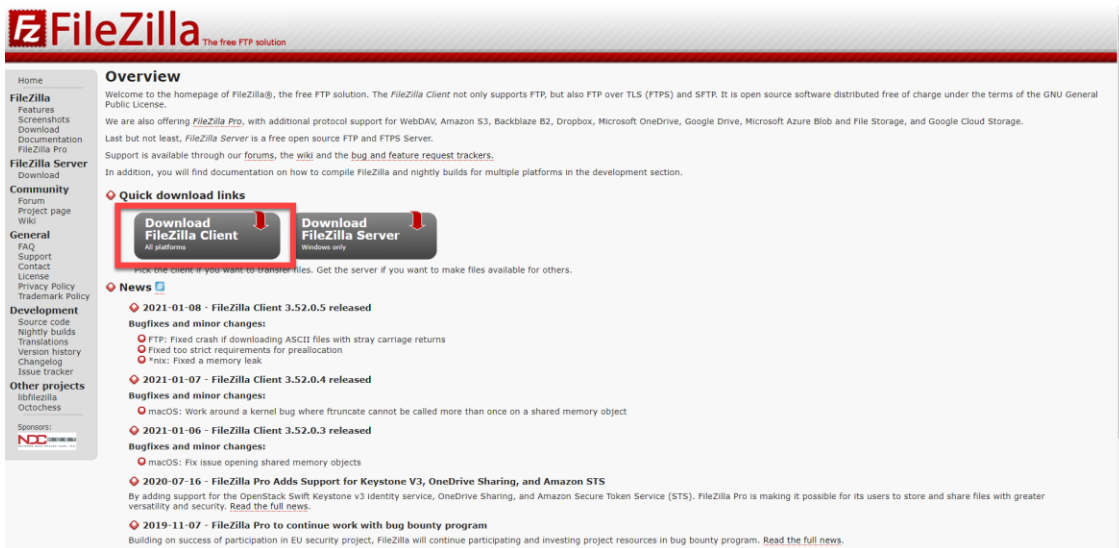 FileZilla The free FTP solution
Home
FileZilla
Features
Screenshots
Download
Documentation
FileZilla Pro
FileZilla Server
Download
Community
Forum
Project page
Wiki
General
FAQ
Support
Contact
License
Privacy Policy
Trademark Policy
Development
Source code
Nightly builds
Translations
Version history
Changelog
Issue tracker
Other projects
libfilezilla
Octochess
Sponsors:
NDC
Overview
Welcome to the homepage of FileZilla®, the free FTP solution. The FileZilla Client not only supports FTP, but also FTP over TLS (FTPS) and SFTP. It is open source software distributed free of charge under the terms of the GNU General
Public License.
We are also offering FileZilla Pro, with additional protocol support for WebDAV, Amazon S3, Backblaze B2, Dropbox, Microsoft OneDrive, Google Drive, Microsoft Azure Blob and File Storage, and Google Cloud Storage.
Last but not least, FileZilla Server is a free open source FTP and FTPS Server.
Support is available through our forums, the wiki and the bug and feature request trackers.
In addition, you will find documentation on how to compile FileZilla and nightly builds for multiple platforms in the development section.
Quick download links
Download
FileZilla Client
All platforms
Download
FileZilla Server
Windows only
Pick the client if you want to transfer files. Get the server if you want to make files available for others.
News
2021-01-08 - FileZilla Client 3.52.0.5 released
Bugfixes and minor changes:
FTP: Fixed crash if downloading ASCII files with stray carriage returns
Fixed too strict requirements for preallocation
*nix: Fixed a memory leak
2021-01-07 - FileZilla Client 3.52.0.4 released
Bugfixes and minor changes:
macOS: Work around a kernel bug where ftruncate cannot be called more than once on a shared memory object
2021-01-06 - FileZilla Client 3.52.0.3 released
Bugfixes and minor changes:
macOS: Fix issue opening shared memory objects
2020-07-16 - FileZilla Pro Adds Support for Keystone V3, OneDrive Sharing, and Amazon STS
By adding support for the OpenStack Swift Keystone v3 identity service, OneDrive Sharing, and Amazon Secure Token Service (STS). FileZilla Pro is making it possible for its users to store and share files with greater
versatility and security. Read the full news.
2019-11-07 - FileZilla Pro to continue work with bug bounty program
Building on success of participation in EU security project, FileZilla will continue participating and investing project resources in bug bounty program. Read the full news.